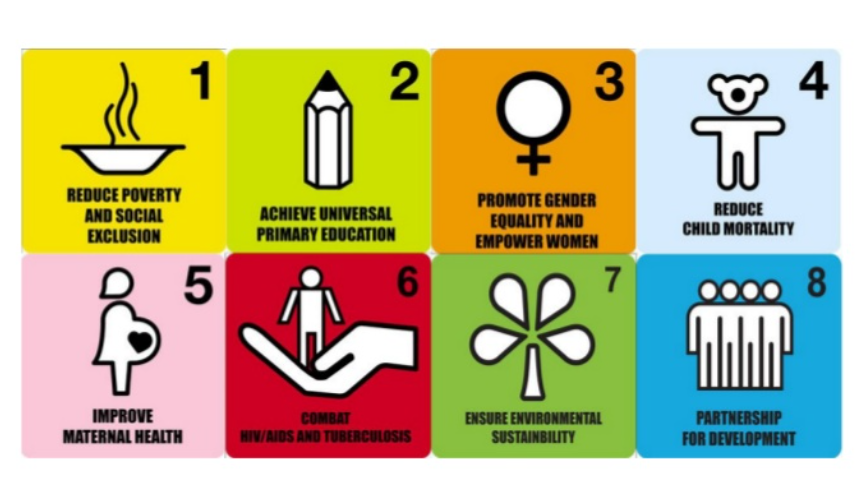 1
REDUCE POVERTY
AND SOCIAL
EXCLUSION
2
ACHIEVE UNIVERSAL
PRIMARY EDUCATION
3
PROMOTE GENDER
EQUALITY AND
EMPOWER WOMEN
4
REDUCE
CHILD MORTALITY
5
IMPROVE
MATERNAL HEALTH
6
COMBAT
HIV/AIDS AND TUBERCULOSIS
7
ENSURE ENVIRONMENTAL
SUSTAINBILITY
8
PARTNERSHIP
FOR DEVELOPMENT